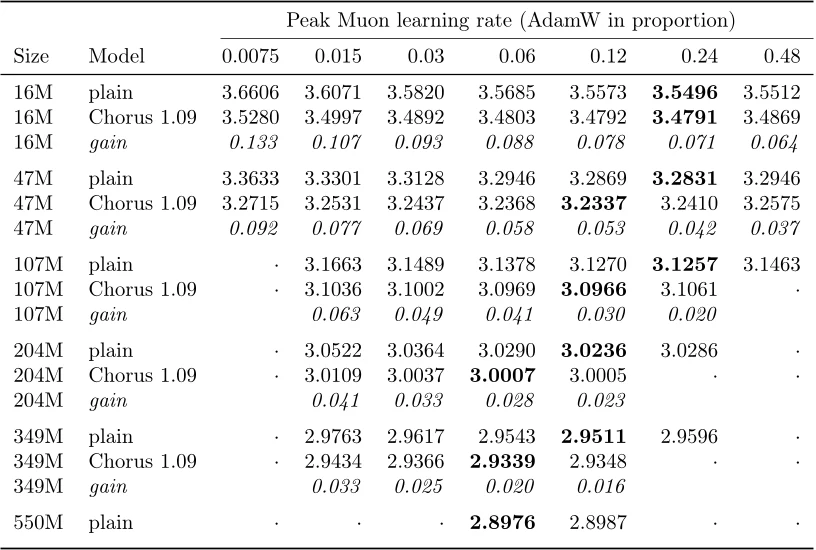 Peak Muon learning rate (AdamW in proportion)
Size Model 0.0075 0.015 0.03 0.06 0.12 0.24 0.48
16M plain 3.6606 3.6071 3.5820 3.5685 3.5573 3.5496 3.5512
16M Chorus 1.09 3.5280 3.4997 3.4892 3.4803 3.4792 3.4791 3.4869
16M gain 0.133 0.107 0.093 0.088 0.078 0.071 0.064
47M plain 3.3633 3.3301 3.3128 3.2946 3.2869 3.2831 3.2946
47M Chorus 1.09 3.2715 3.2531 3.2437 3.2368 3.2337 3.2410 3.2575
47M gain 0.092 0.077 0.069 0.058 0.053 0.042 0.037
107M plain · 3.1663 3.1489 3.1378 3.1270 3.1257 3.1463
107M Chorus 1.09 · 3.1036 3.1002 3.0969 3.0966 3.1061 ·
107M gain 0.063 0.049 0.041 0.030 0.020
204M plain · 3.0522 3.0364 3.0290 3.0236 3.0286 ·
204M Chorus 1.09 · 3.0109 3.0037 3.0007 3.0005 · ·
204M gain 0.041 0.033 0.028 0.023
349M plain · 2.9763 2.9617 2.9543 2.9511 2.9596 ·
349M Chorus 1.09 · 2.9434 2.9366 2.9339 2.9348 · ·
349M gain 0.033 0.025 0.020 0.016
550M plain · · · 2.8976 2.8987 · ·